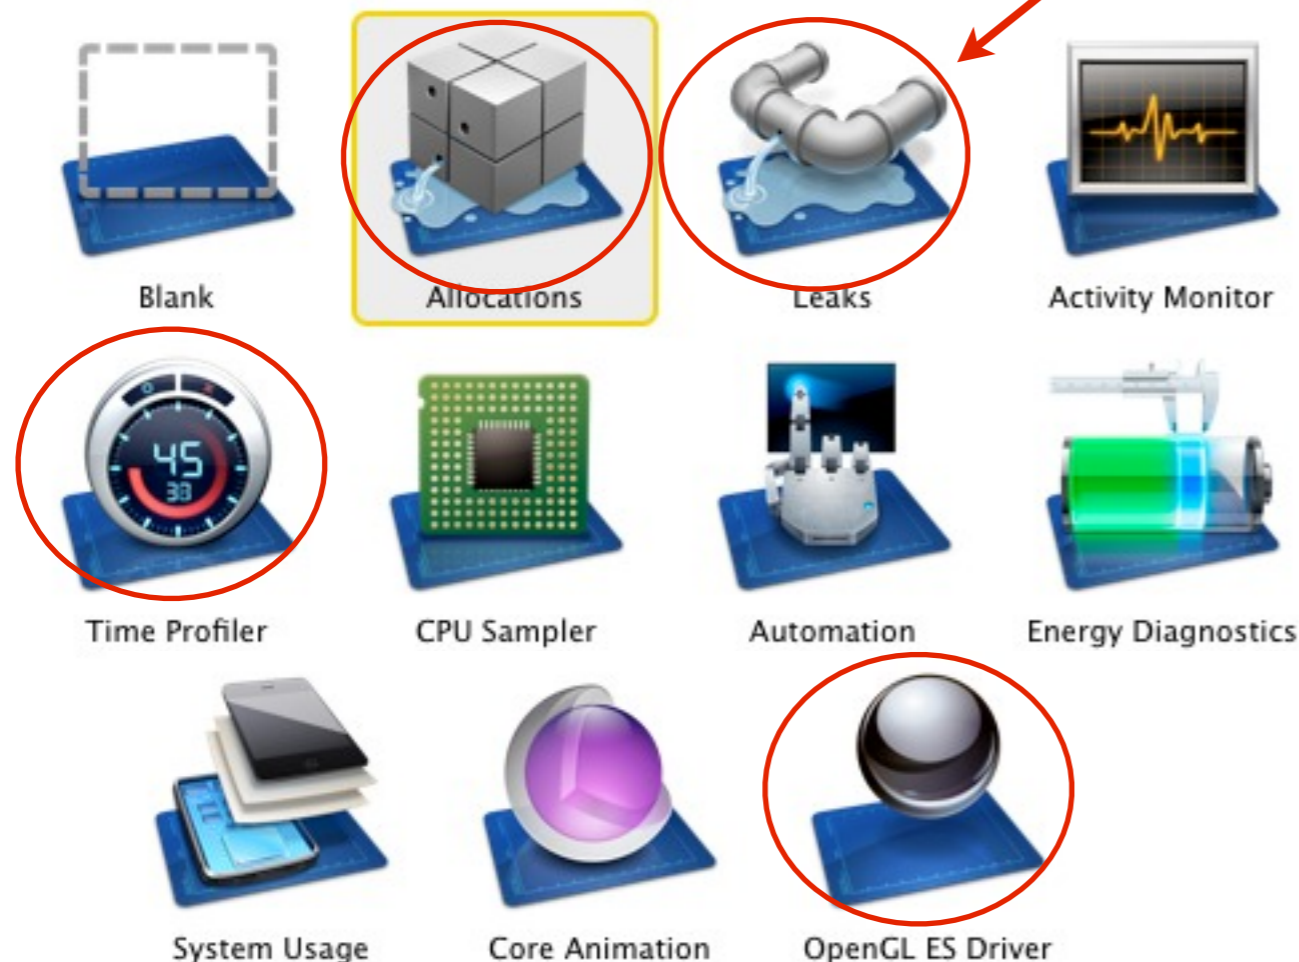 Blank
Allocations
Leaks
Activity Monitor
45
Time Profiler
CPU Sampler
Automation
Energy Diagnostics
System Usage
Core Animation
OpenGL ES Driver